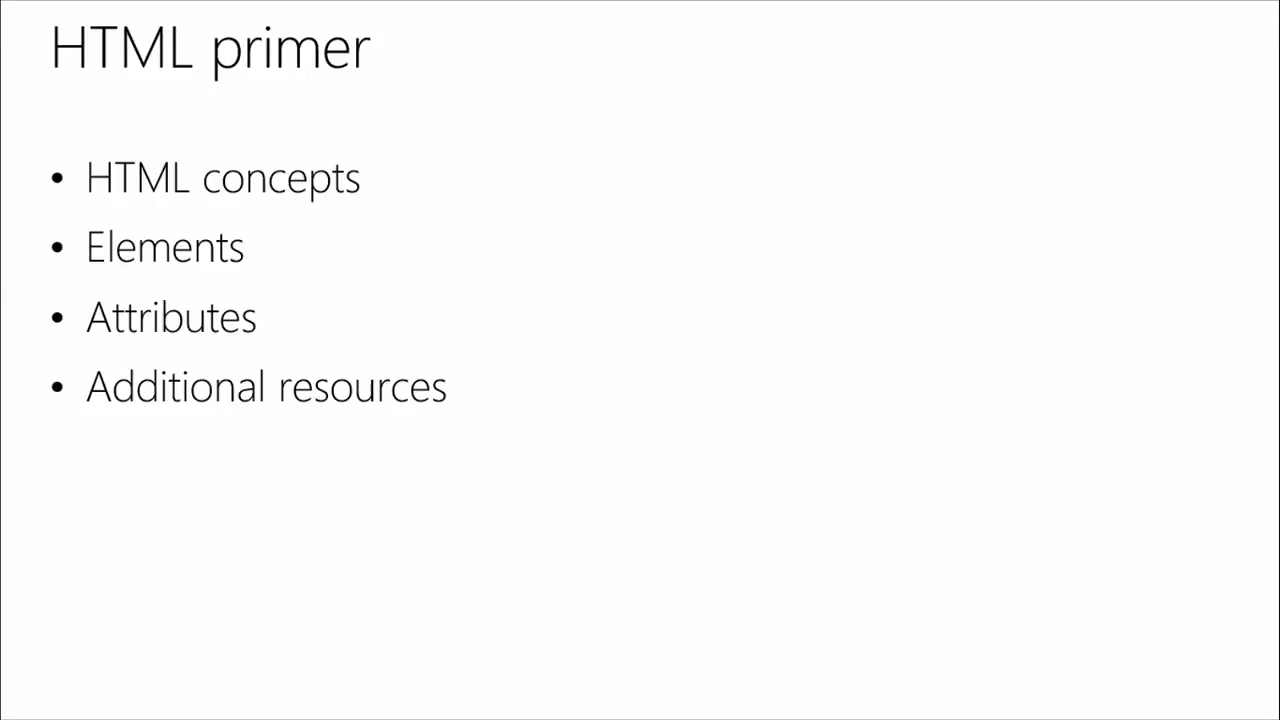 HTML primer
• HTML concepts
• Elements
• Attributes
• Additional resources